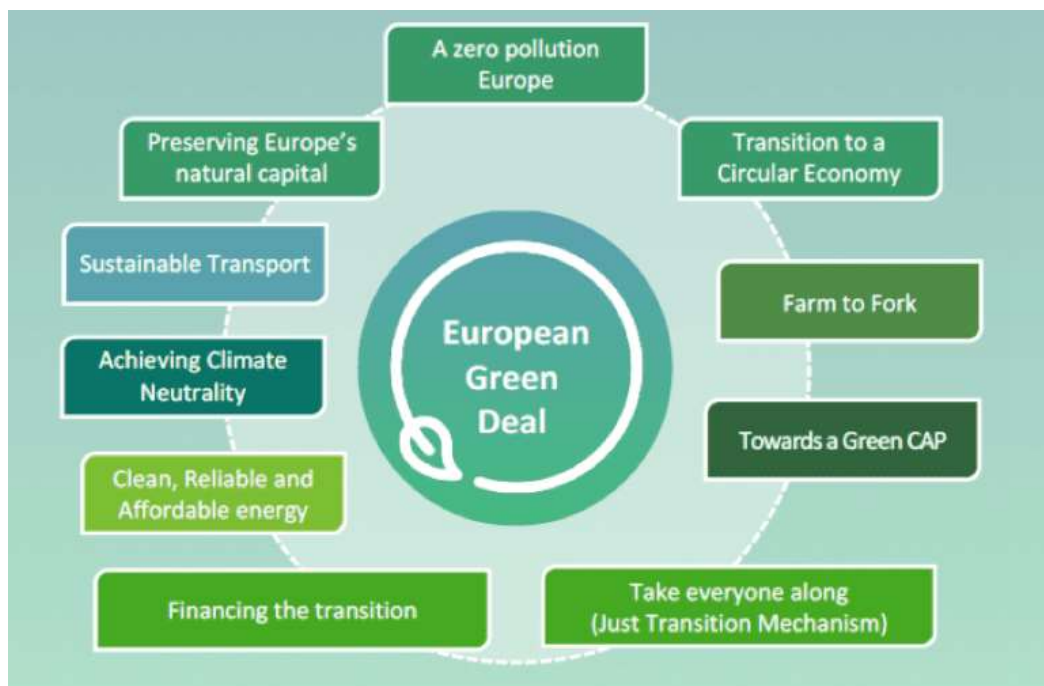 A zero pollution
Europe
Preserving Europe's
natural capital
Transition to a
Circular Economy
Sustainable Transport
Farm to Fork
European
Green
Deal
Achieving Climate
Neutrality
Towards a Green CAP
Clean, Reliable and
Affordable energy
Financing the transition
Take everyone along
(Just Transition Mechanism)